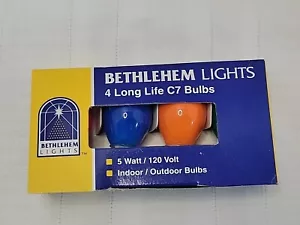 BETHLEHEM LIGHTS
4 Long Life C7 Bulbs
BETHLEHEM
LIGHTS
5 Watt / 120 Volt
Indoor / Outdoor Bulbs